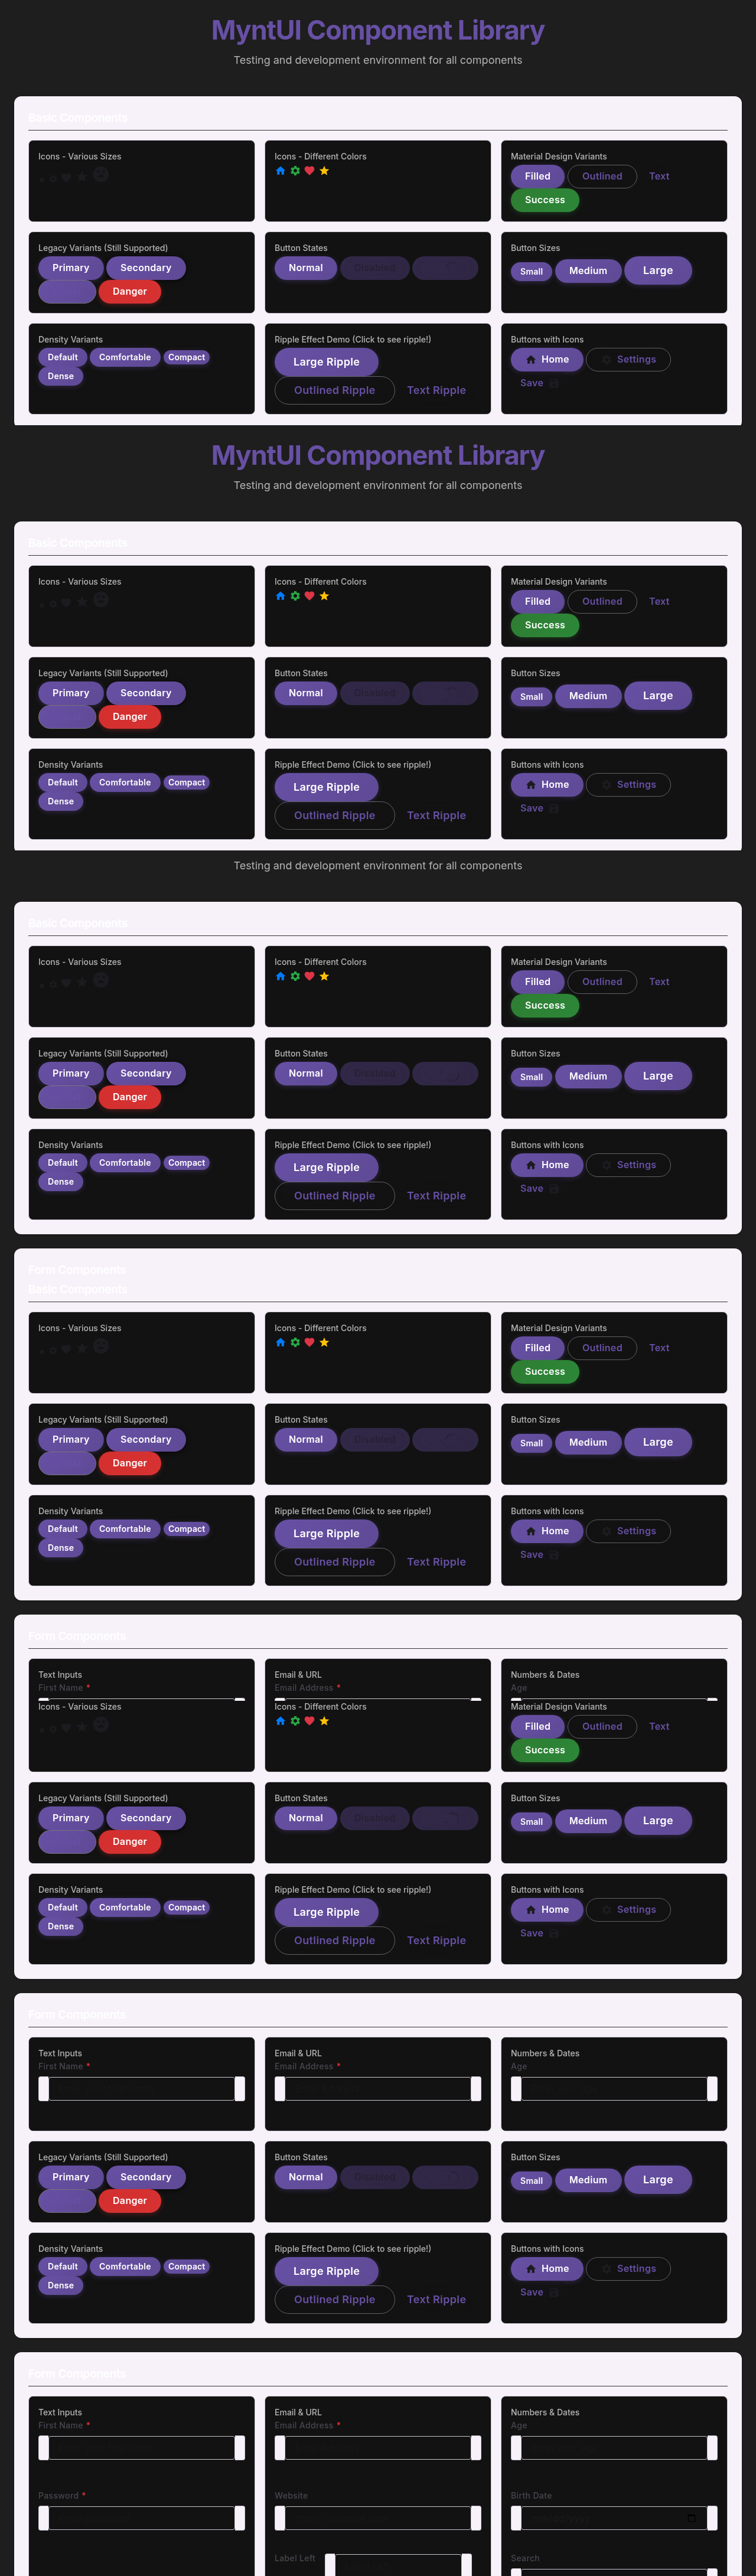 MyntUI Component Library
Testing and development environment for all components
Basic Components
Icons - Various Sizes
Icons - Different Colors
Material Design Variants
Filled Outlined Text
Success
Legacy Variants (Still Supported)
Button States
Button Sizes
Primary Secondary
Normal Disabled
Small Medium Large
Danger
Density Variants
Ripple Effect Demo (Click to see ripple!)
Buttons with Icons
Default Comfortable Compact
Large Ripple
Home Settings
Dense
Outlined Ripple Text Ripple
Save
MyntUI Component Library
Testing and development environment for all components
Basic Components
Icons - Various Sizes
Icons - Different Colors
Material Design Variants
Filled Outlined Text
Success
Legacy Variants (Still Supported)
Button States
Button Sizes
Primary Secondary
Normal Disabled
Small Medium Large
Danger
Density Variants
Ripple Effect Demo (Click to see ripple!)
Buttons with Icons
Default Comfortable Compact
Large Ripple
Home Settings
Dense
Outlined Ripple Text Ripple
Save
Testing and development environment for all components
Basic Components
Icons - Various Sizes
Icons - Different Colors
Material Design Variants
Filled Outlined Text
Success
Legacy Variants (Still Supported)
Button States
Button Sizes
Primary Secondary
Normal Disabled
Small Medium Large
Danger
Density Variants
Ripple Effect Demo (Click to see ripple!)
Buttons with Icons
Default Comfortable Compact
Large Ripple
Home Settings
Dense
Outlined Ripple Text Ripple
Save
Form Components
Basic Components
Icons - Various Sizes
Icons - Different Colors
Material Design Variants
Filled Outlined Text
Success
Legacy Variants (Still Supported)
Button States
Button Sizes
Primary Secondary
Normal Disabled
Small Medium Large
Danger
Density Variants
Ripple Effect Demo (Click to see ripple!)
Buttons with Icons
Default Comfortable Compact
Large Ripple
Home Settings
Dense
Outlined Ripple Text Ripple
Save
Form Components
Text Inputs
Email & URL
Numbers & Dates
First Name *
Email Address *
Age
Icons - Various Sizes
Icons - Different Colors
Material Design Variants
Filled Outlined Text
Success
Legacy Variants (Still Supported)
Button States
Button Sizes
Primary Secondary
Normal Disabled
Small Medium Large
Danger
Density Variants
Ripple Effect Demo (Click to see ripple!)
Buttons with Icons
Default Comfortable Compact
Large Ripple
Home Settings
Dense
Outlined Ripple Text Ripple
Save
Form Components
Text Inputs
Email & URL
Numbers & Dates
First Name *
Email Address *
Age
Legacy Variants (Still Supported)
Button States
Button Sizes
Primary Secondary
Normal Disabled
Small Medium Large
Danger
Density Variants
Ripple Effect Demo (Click to see ripple!)
Buttons with Icons
Default Comfortable Compact
Large Ripple
Home Settings
Dense
Outlined Ripple Text Ripple
Save
Form Components
Text Inputs
Email & URL
Numbers & Dates
First Name *
Email Address *
Age
Password *
Website
Birth Date
Label Left
Search